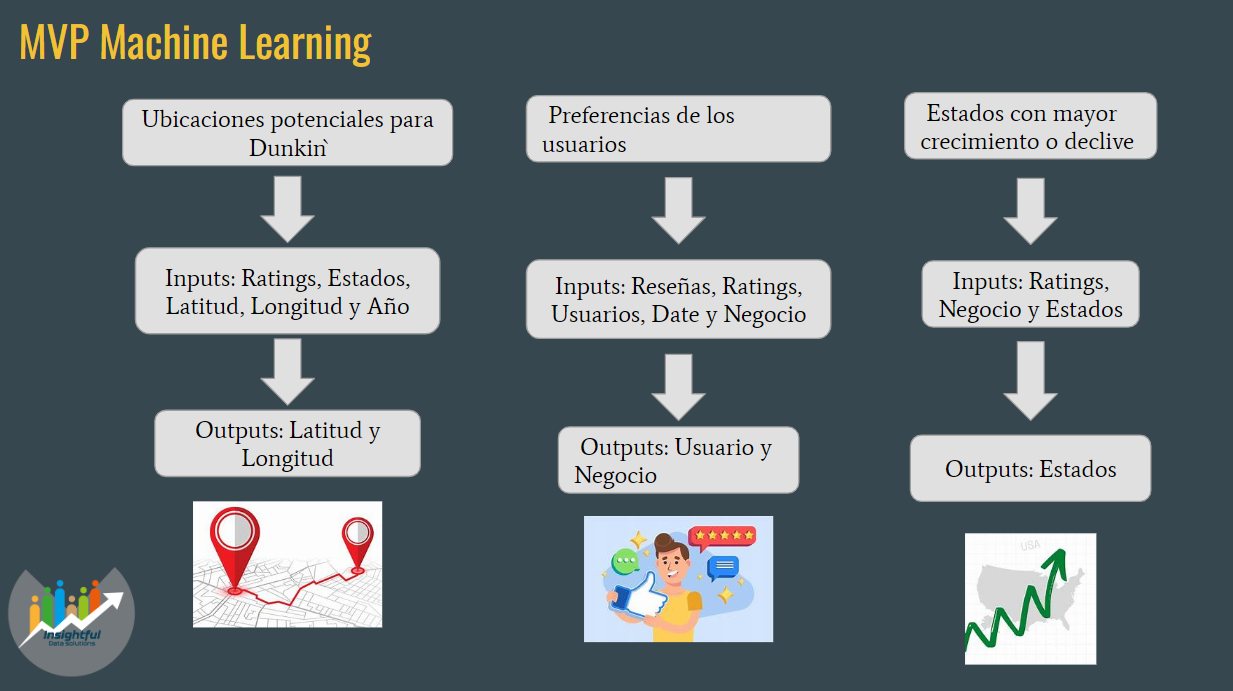 MVP Machine Learning
Ubicaciones potenciales para
Dunkin`
Inputs: Ratings, Estados,
Latitud, Longitud y Año
Outputs: Latitud y
Longitud
Preferencias de los
usuarios
Inputs: Reseñas, Ratings,
Usuarios, Date y Negocio
Outputs: Usuario y
Negocio
Estados con mayor
crecimiento o declive
Inputs: Ratings,
Negocio y Estados
Outputs: Estados
USA
Insightful
Data Solutions